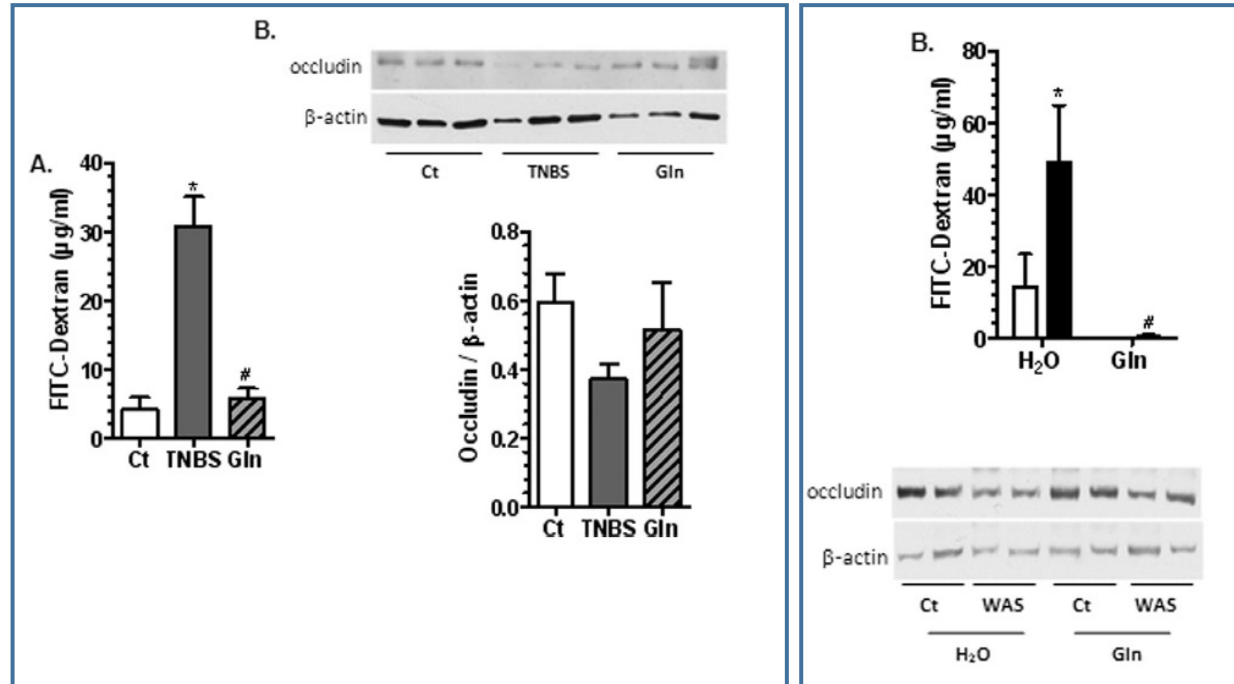 B.
occludin
β-actin
Ct TNBS Gln
A.
FITC-Dextran (µg/ml)
40
30
20
10
0
*
#
Ct TNBS Gln
Occludin / β-actin
0.8
0.6
0.4
0.2
0.0
Ct TNBS Gln
B.
FITC-Dextran (µg/ml)
80
60
40
20
0
*
#
H₂O Gln
occludin
β-actin
Ct WAS Ct WAS
H₂O Gln